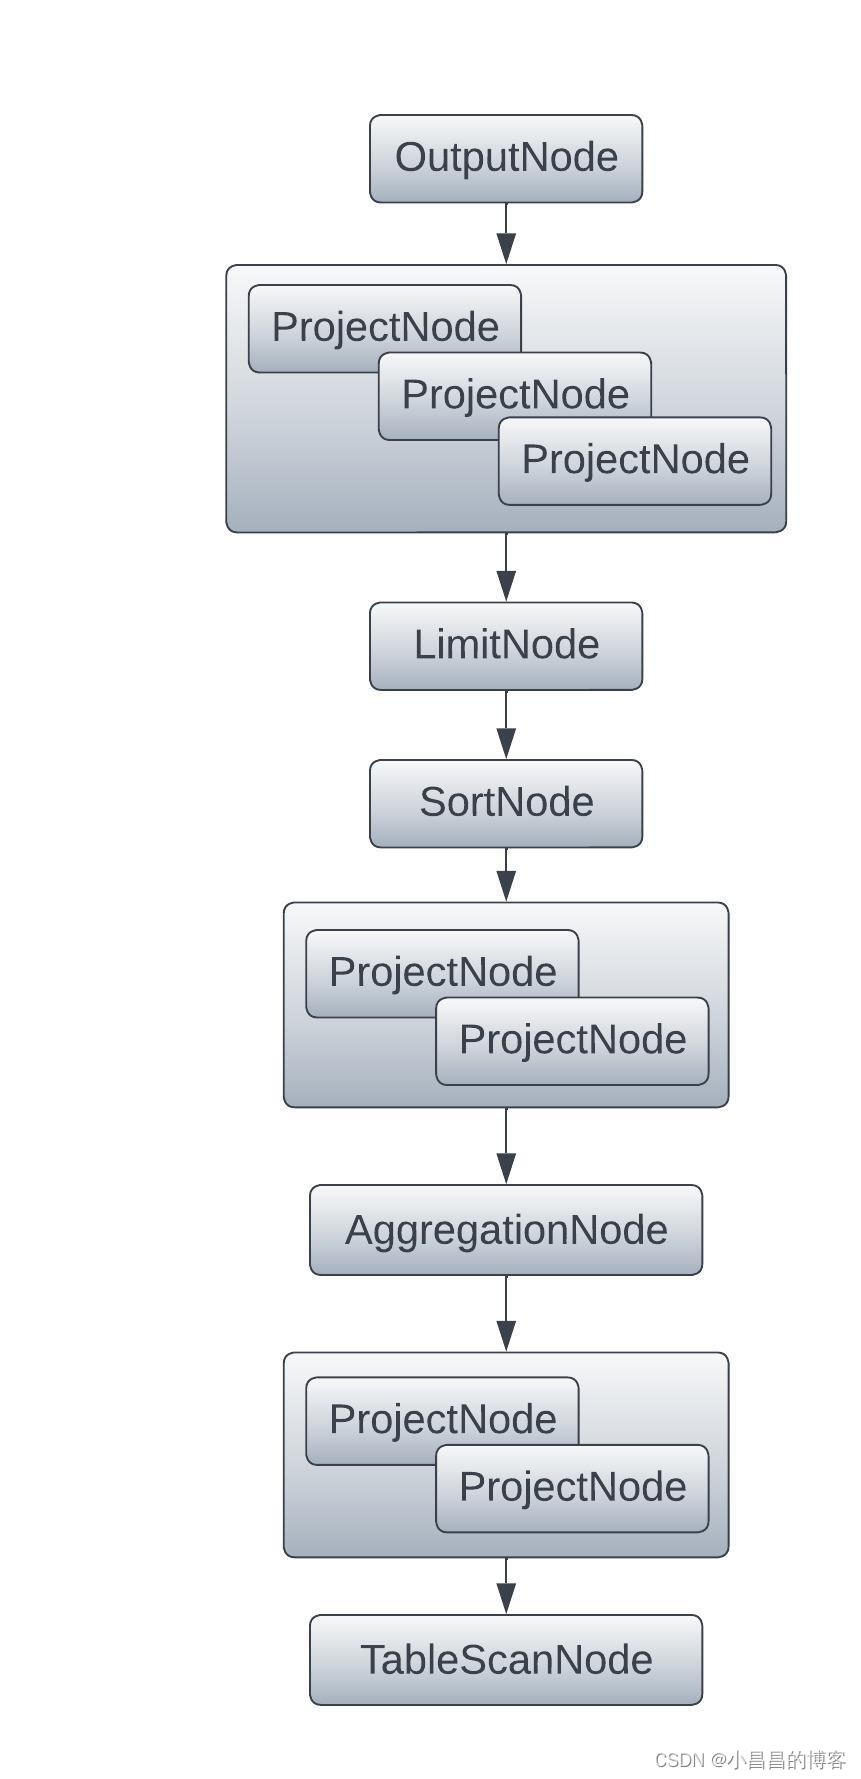 OutputNode
ProjectNode
ProjectNode
ProjectNode
LimitNode
SortNode
ProjectNode
ProjectNode
AggregationNode
ProjectNode
ProjectNode
TableScanNode
CSDN @小昌昌的博客